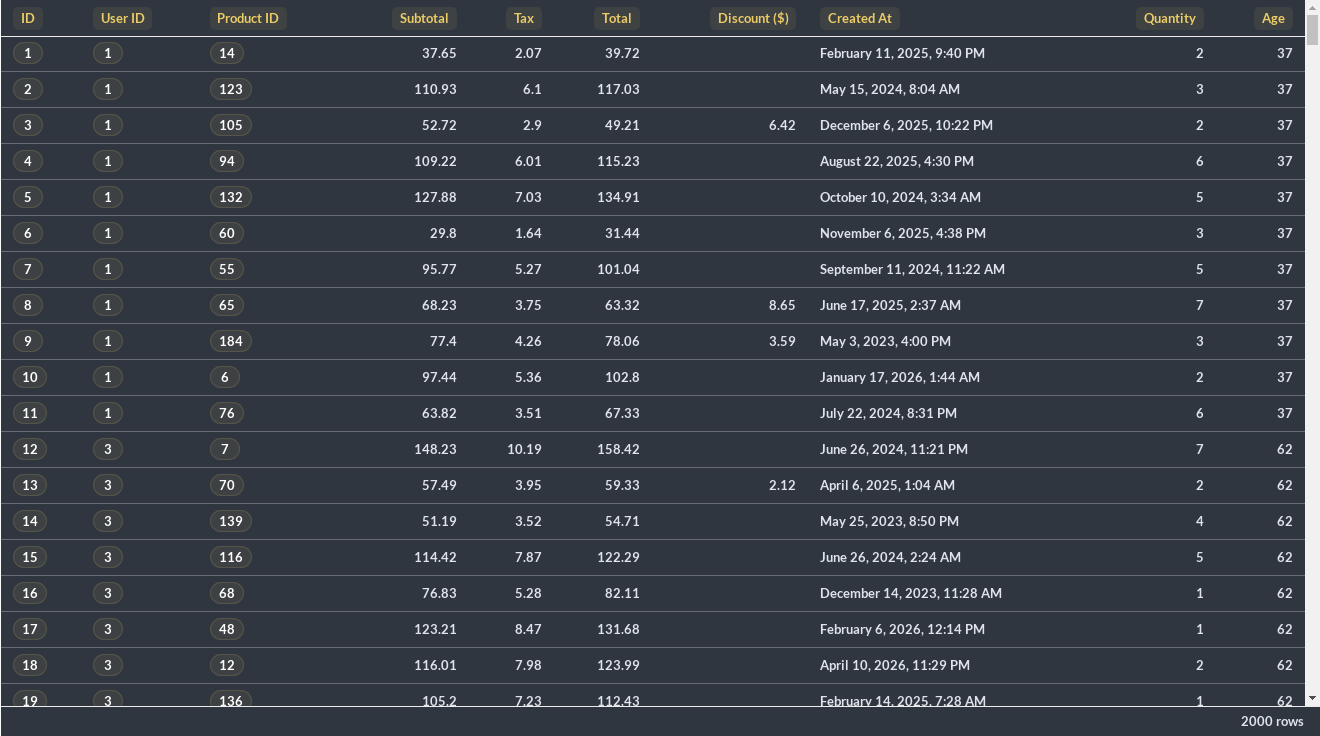 ID User ID Product ID Subtotal Tax Total Discount ($) Created At Quantity Age
1 1 14 37.65 2.07 39.72 February 11, 2025, 9:40 PM 2 37
2 1 123 110.93 6.1 117.03 May 15, 2024, 8:04 AM 3 37
3 1 105 52.72 2.9 49.21 6.42 December 6, 2025, 10:22 PM 2 37
4 1 94 109.22 6.01 115.23 August 22, 2025, 4:30 PM 6 37
5 1 132 127.88 7.03 134.91 October 10, 2024, 3:34 AM 5 37
6 1 60 29.8 1.64 31.44 November 6, 2025, 4:38 PM 3 37
7 1 55 95.77 5.27 101.04 September 11, 2024, 11:22 AM 5 37
8 1 65 68.23 3.75 63.32 8.65 June 17, 2025, 2:37 AM 7 37
9 1 184 77.4 4.26 78.06 3.59 May 3, 2023, 4:00 PM 3 37
10 1 6 97.44 5.36 102.8 January 17, 2026, 1:44 AM 2 37
11 1 76 63.82 3.51 67.33 July 22, 2024, 8:31 PM 6 37
12 3 7 148.23 10.19 158.42 June 26, 2024, 11:21 PM 7 62
13 3 70 57.49 3.95 59.33 2.12 April 6, 2025, 1:04 AM 2 62
14 3 139 51.19 3.52 54.71 May 25, 2023, 8:50 PM 4 62
15 3 116 114.42 7.87 122.29 June 26, 2024, 2:24 AM 5 62
16 3 68 76.83 5.28 82.11 December 14, 2023, 11:28 AM 1 62
17 3 48 123.21 8.47 131.68 February 6, 2026, 12:14 PM 1 62
18 3 12 116.01 7.98 123.99 April 10, 2026, 11:29 PM 2 62
19 3 136 105.2 7.23 112.43 February 14, 2025, 7:28 AM 1 62
2000 rows